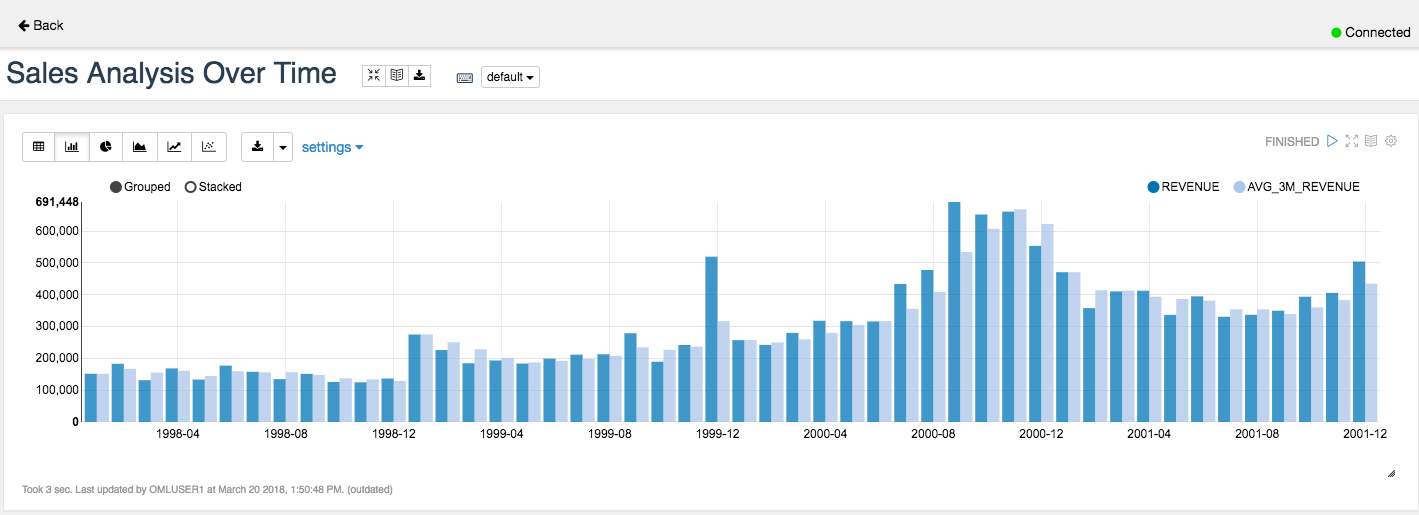 Back
Connected
Sales Analysis Over Time
default
settings
FINISHED
Grouped Stacked
REVENUE AVG_3M_REVENUE
691,448
600,000
500,000
400,000
300,000
200,000
100,000
0
1998-04 1998-08 1998-12 1999-04 1999-08 1999-12 2000-04 2000-08 2000-12 2001-04 2001-08 2001-12
Took 3 sec. Last updated by OMLUSER1 at March 20 2018, 1:50:48 PM. (outdated)